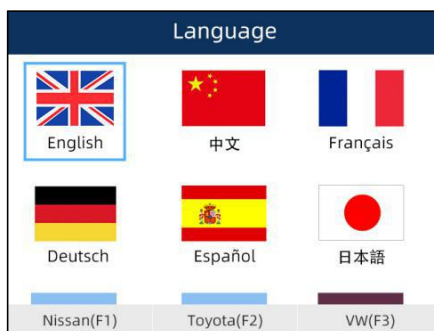 Language
English
中文
Français
Deutsch
Español
日本語
Nissan(F1)
Toyota(F2)
VW(F3)